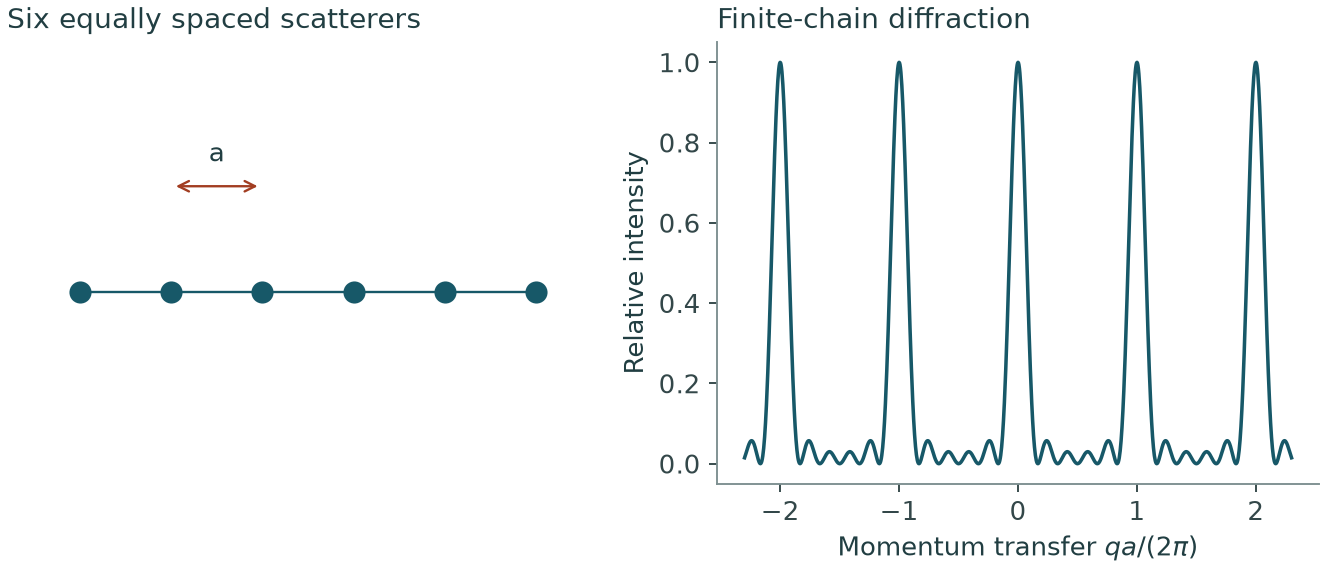 Six equally spaced scatterers
a
Finite-chain diffraction
Relative intensity
1.0
0.8
0.6
0.4
0.2
0.0
−2 −1 0 1 2
Momentum transfer qa/(2π)